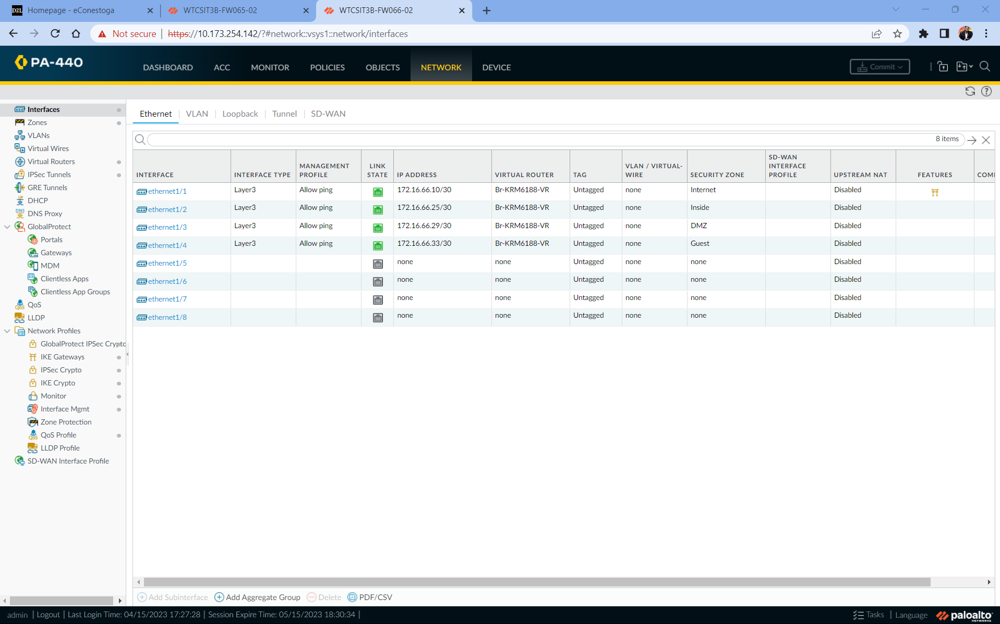 D2L Homepage - eConestoga
WTCSIT3B-FW065-02
WTCSIT3B-FW066-02
Not secure https://10.173.254.142/?#network::vsys1::network/interfaces
PA-440
DASHBOARD ACC MONITOR POLICIES OBJECTS NETWORK DEVICE
Commit
Interfaces
Zones
VLANs
Virtual Wires
Virtual Routers
IPSec Tunnels
GRE Tunnels
DHCP
DNS Proxy
GlobalProtect
Portals
Gateways
MDM
Clientless Apps
Clientless App Groups
QoS
LLDP
Network Profiles
GlobalProtect IPSec Crypto
IKE Gateways
IPSec Crypto
IKE Crypto
Monitor
Interface Mgmt
Zone Protection
QoS Profile
LLDP Profile
SD-WAN Interface Profile
Ethernet VLAN Loopback Tunnel SD-WAN
8 items
INTERFACE INTERFACE TYPE MANAGEMENT PROFILE LINK STATE IP ADDRESS VIRTUAL ROUTER TAG VLAN / VIRTUAL-WIRE SECURITY ZONE SD-WAN INTERFACE PROFILE UPSTREAM NAT FEATURES COM
ethernet1/1 Layer3 Allow ping 172.16.66.10/30 Br-KRM6188-VR Untagged none Internet Disabled
ethernet1/2 Layer3 Allow ping 172.16.66.25/30 Br-KRM6188-VR Untagged none Inside Disabled
ethernet1/3 Layer3 Allow ping 172.16.66.29/30 Br-KRM6188-VR Untagged none DMZ Disabled
ethernet1/4 Layer3 Allow ping 172.16.66.33/30 Br-KRM6188-VR Untagged none Guest Disabled
ethernet1/5 none none Untagged none none Disabled
ethernet1/6 none none Untagged none none Disabled
ethernet1/7 none none Untagged none none Disabled
ethernet1/8 none none Untagged none none Disabled
Add Subinterface Add Aggregate Group Delete PDF/CSV
admin | Logout | Last Login Time: 04/15/2023 17:27:28 | Session Expire Time: 05/15/2023 18:30:34 |
Tasks | Language
paloalto
NETWORKS